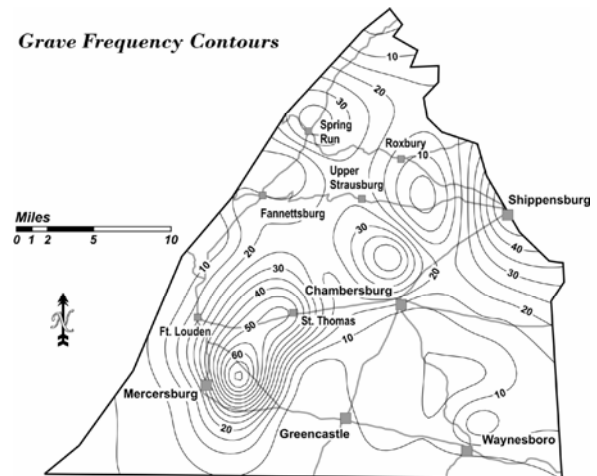 Grave Frequency Contours
10
20
30
Spring
Run
Roxbury
10
Upper
Strausburg
Shippensburg
Fannettsburg
Miles
0 1 2 5 10
30
40
20
30
10
20
30
20
Chambersburg
40
30
N
50
St. Thomas
Ft. Louden
10
60
10
Mercersburg
20
Greencastle
Waynesboro